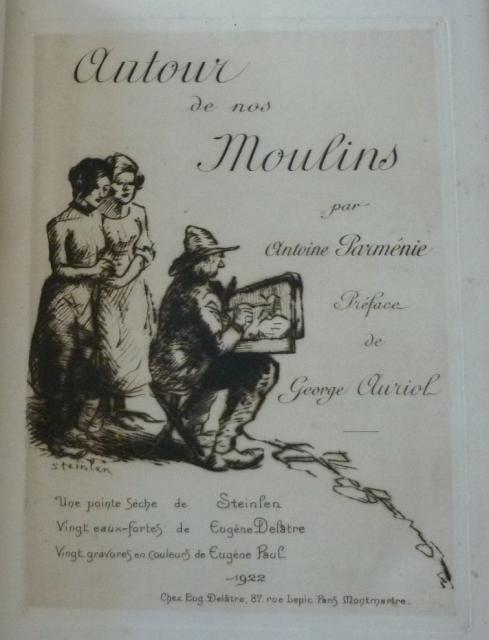 Autour
de nos
Moulins
par
Antoine Parménie
Préface
de
George Auriol
steinlen
Une pointe sèche de Steinlen
Vingt eaux-fortes de Eugène Delâtre
Vingt gravures en couleurs de Eugène Paul
1922
Chez Eug. Delâtre, 87. rue Lepic Paris Montmartre.